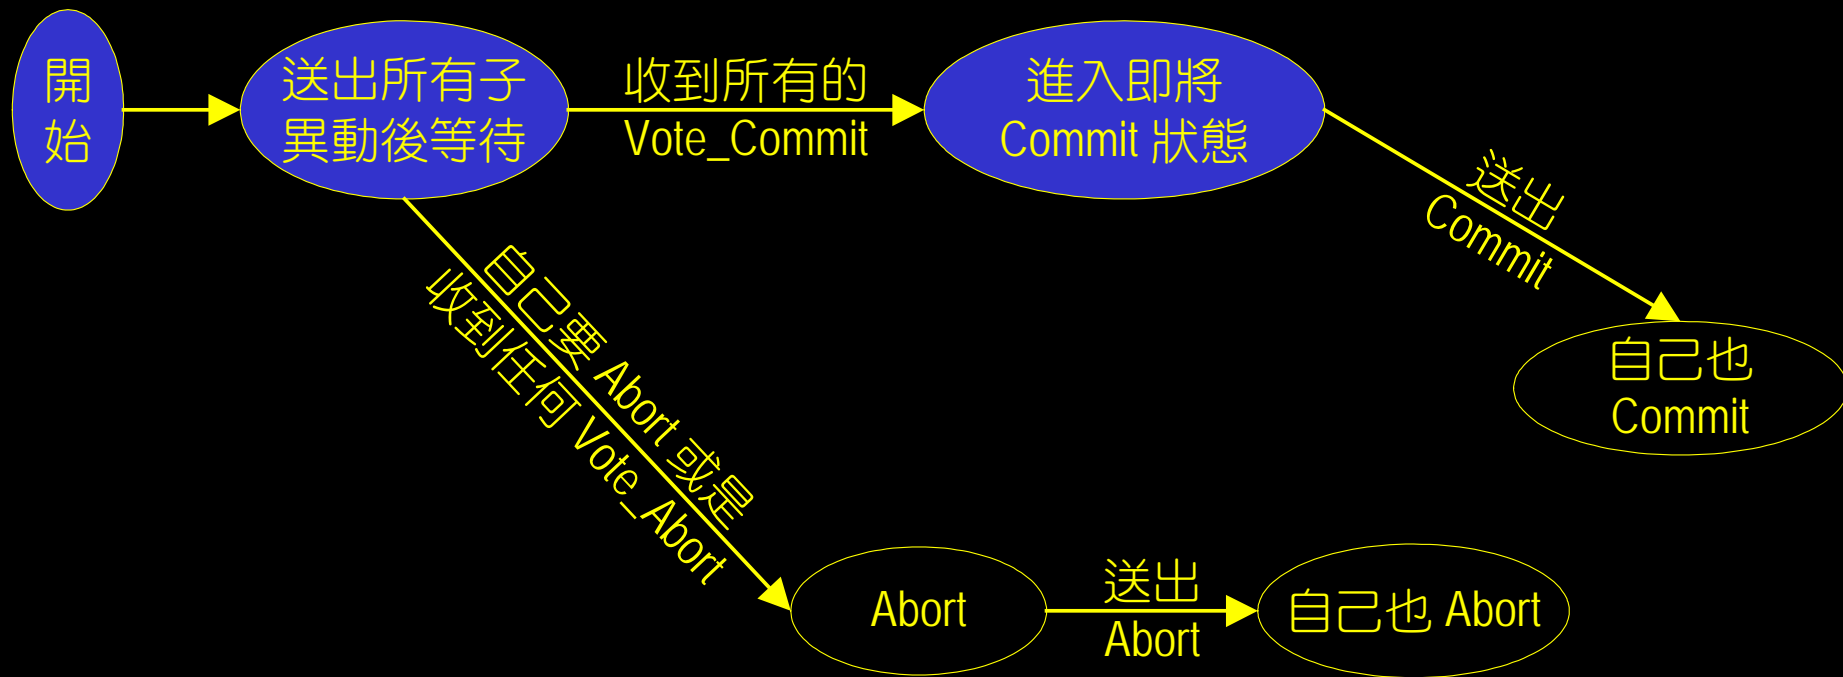 開
始
送出所有子
異動後等待
收到所有的
Vote_Commit
進入即將
Commit 狀態
送出
Commit
自己也
Commit
自己要 Abort 或是
收到任何 Vote_Abort
Abort
送出
Abort
自己也 Abort